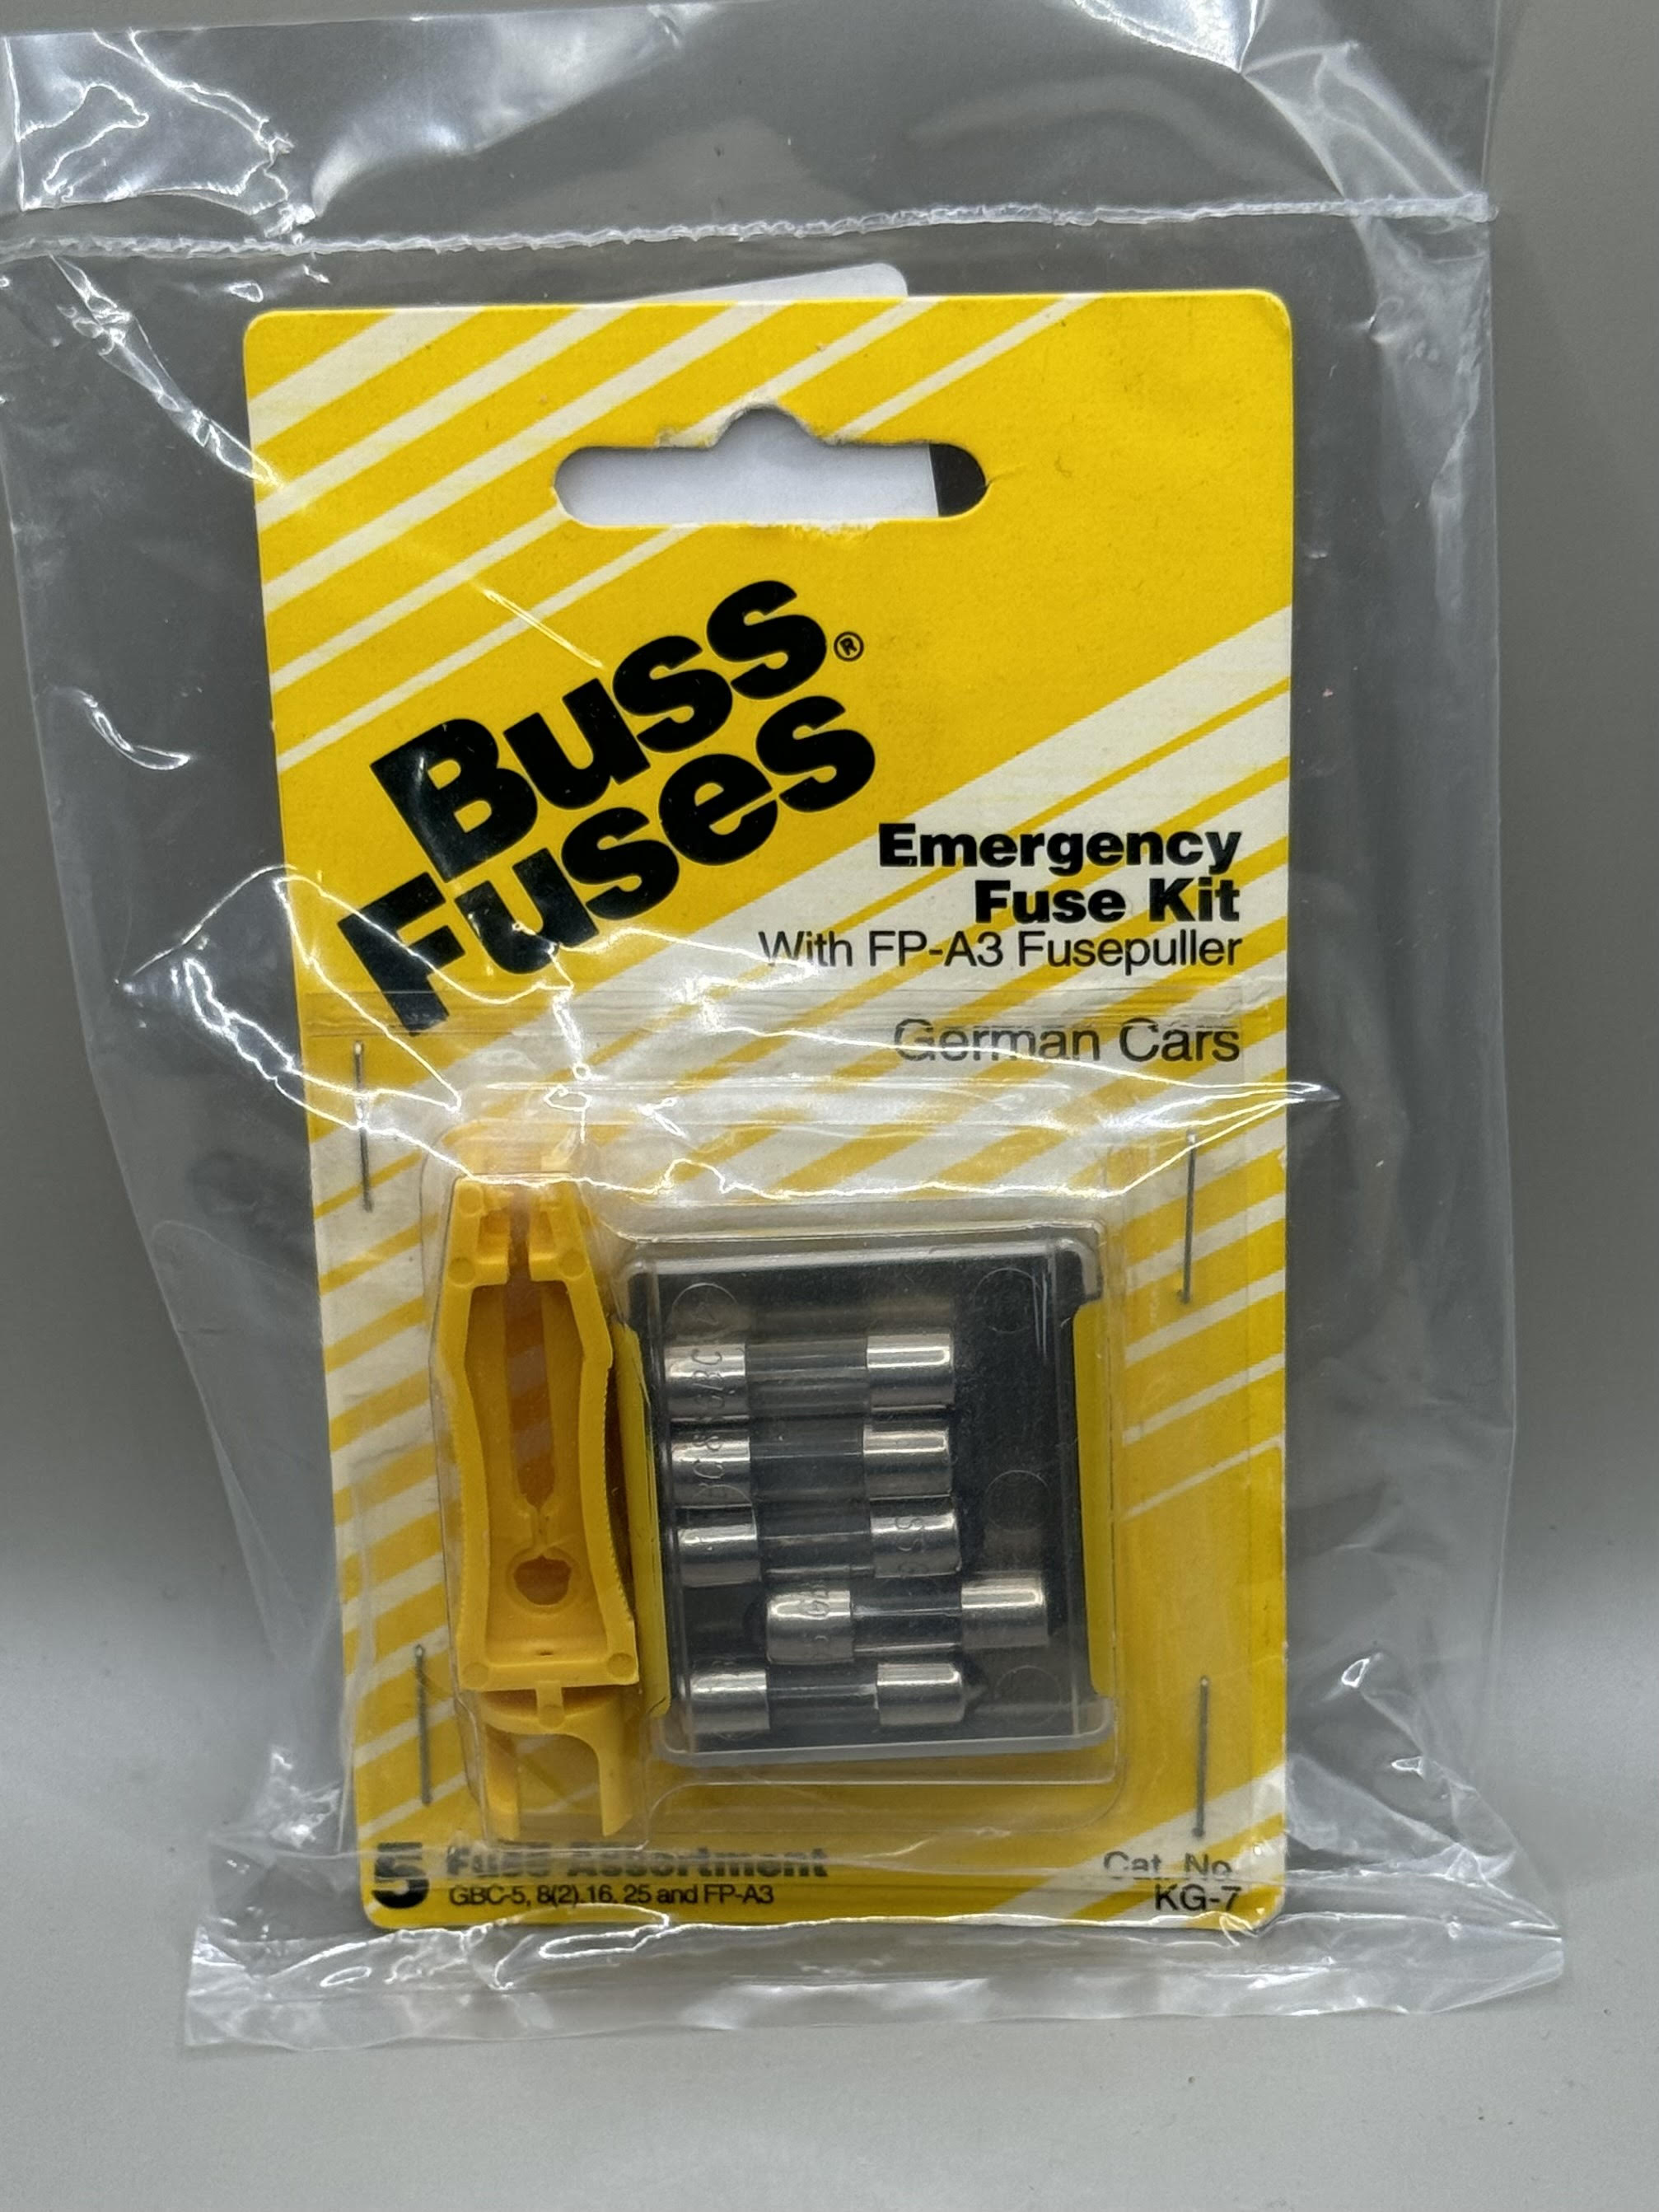 Buss®
Fuses
Emergency
Fuse Kit
With FP-A3 Fusepuller
German Cars
5 Fuse Assortment
GBC-5, 8(2),16, 25 and FP-A3
Cat. No.
KG-7